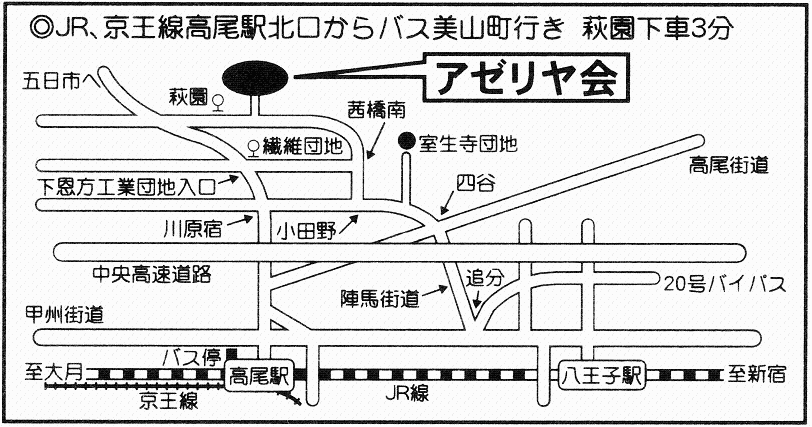 ◎JR、京王線高尾駅北口からバス美山町行き 萩園下車3分
アゼリヤ会
五日市へ
萩園
茜橋南
繊維団地
室生寺団地
高尾街道
下恩方工業団地入口
四谷
川原宿
小田野
中央高速道路
陣馬街道
追分
20号バイパス
甲州街道
バス停
至大月
高尾駅
八王子駅
至新宿
京王線
JR線